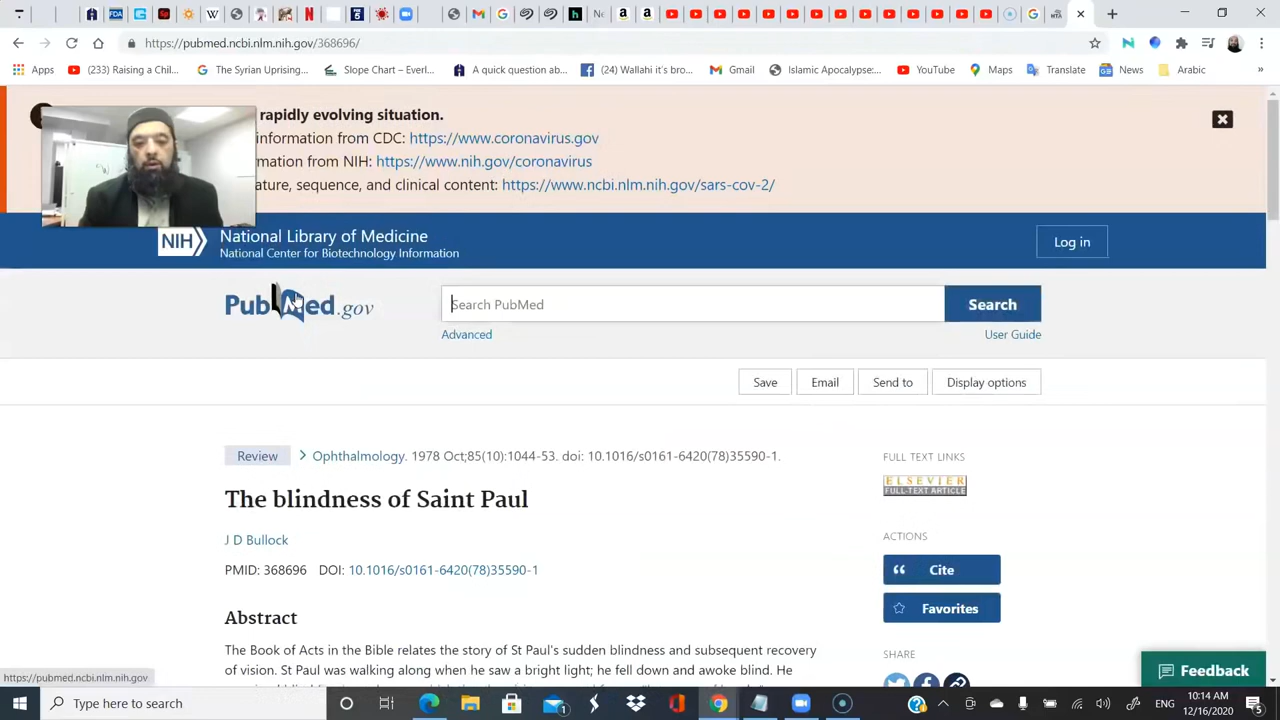 https://pubmed.ncbi.nlm.nih.gov/368696/
Apps (233) Raising a Chil... The Syrian Uprising... Slope Chart – Everl... A quick question ab... (24) Wallahi it's bro... Gmail Islamic Apocalypse:... YouTube Maps Translate News Arabic »
rapidly evolving situation.
information from CDC: https://www.coronavirus.gov
mation from NIH: https://www.nih.gov/coronavirus
ature, sequence, and clinical content: https://www.ncbi.nlm.nih.gov/sars-cov-2/
NIH National Library of Medicine
National Center for Biotechnology Information
Log in
PubMed.gov
Search PubMed
Search
Advanced
User Guide
Save Email Send to Display options
Review Ophthalmology. 1978 Oct;85(10):1044-53. doi: 10.1016/s0161-6420(78)35590-1.
The blindness of Saint Paul
J D Bullock
PMID: 368696 DOI: 10.1016/s0161-6420(78)35590-1
Abstract
The Book of Acts in the Bible relates the story of St Paul's sudden blindness and subsequent recovery
of vision. St Paul was walking along when he saw a bright light; he fell down and awoke blind. He
FULL TEXT LINKS
ELSEVIER
FULL-TEXT ARTICLE
ACTIONS
Cite
Favorites
SHARE
Feedback
https://pubmed.ncbi.nlm.nih.gov
Type here to search
ENG
10:14 AM
12/16/2020